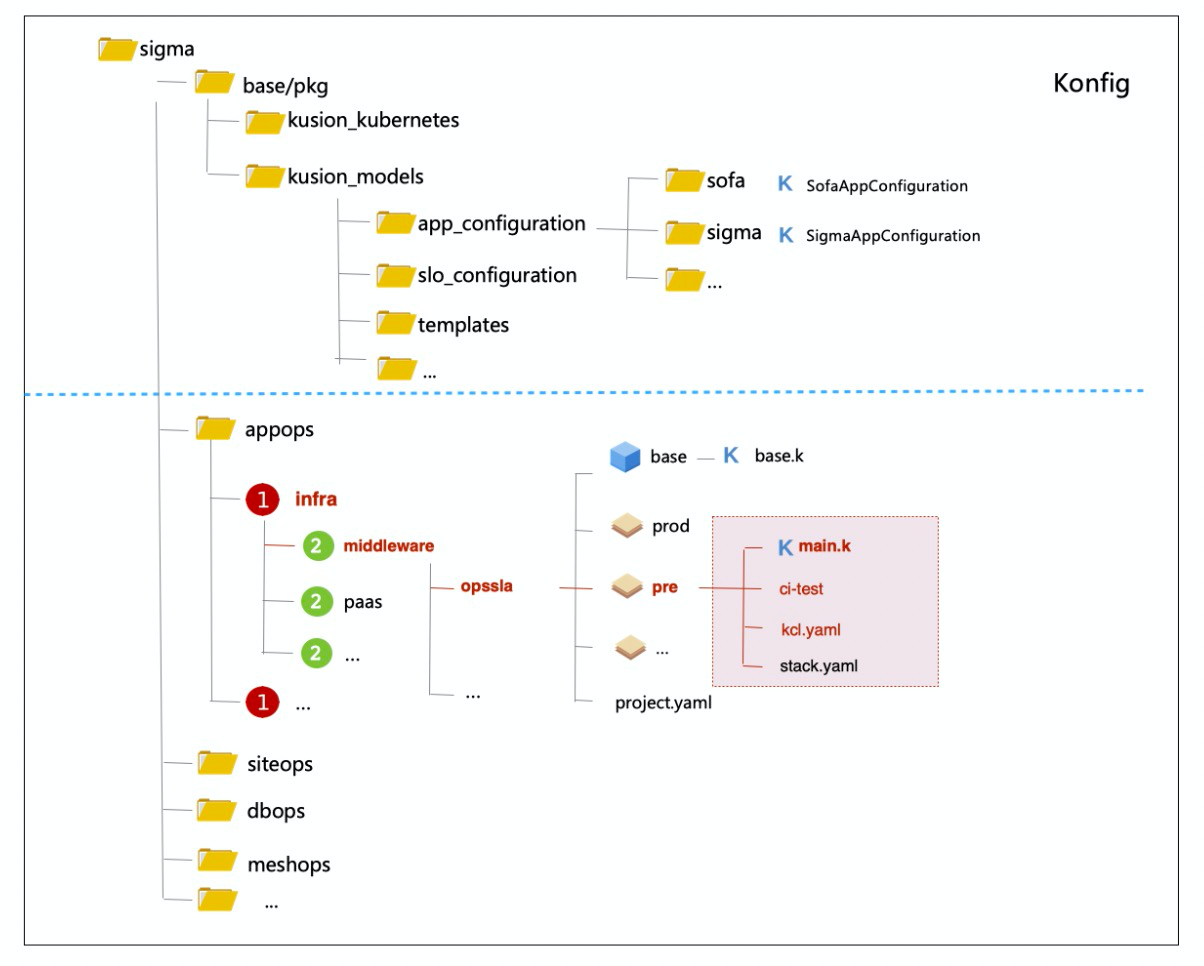 sigma
base/pkg
Konfig
kusion_kubernetes
kusion_models
sofa
K SofaAppConfiguration
app_configuration
sigma
K SigmaAppConfiguration
slo_configuration
...
templates
...
appops
base
K base.k
1 infra
prod
2 middleware
K main.k
opssla
pre
ci-test
2 paas
kcl.yaml
2 ...
...
stack.yaml
1 ...
...
project.yaml
siteops
dbops
meshops
...